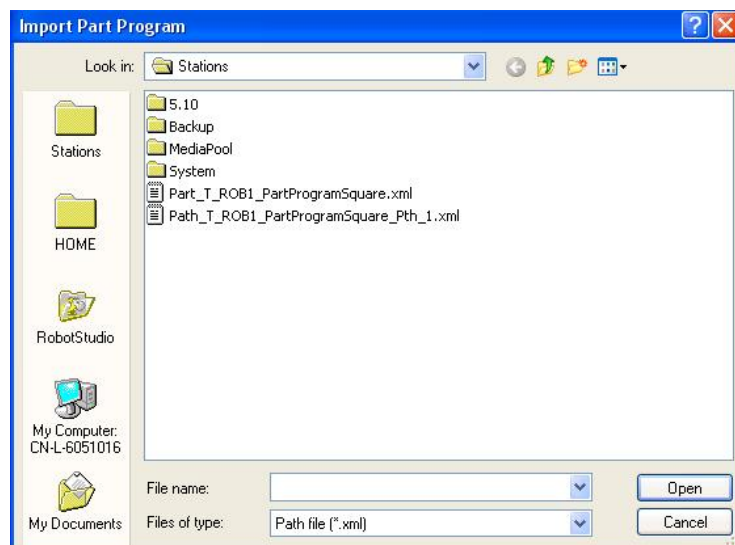 Import Part Program
Look in:
Stations
Stations
HOME
RobotStudio
My Computer:
CN-L-6051016
My Documents
5.10
Backup
MediaPool
System
Part_T_ROB1_PartProgramSquare.xml
Path_T_ROB1_PartProgramSquare_Pth_1.xml
File name:
Open
Files of type:
Path file (*.xml)
Cancel